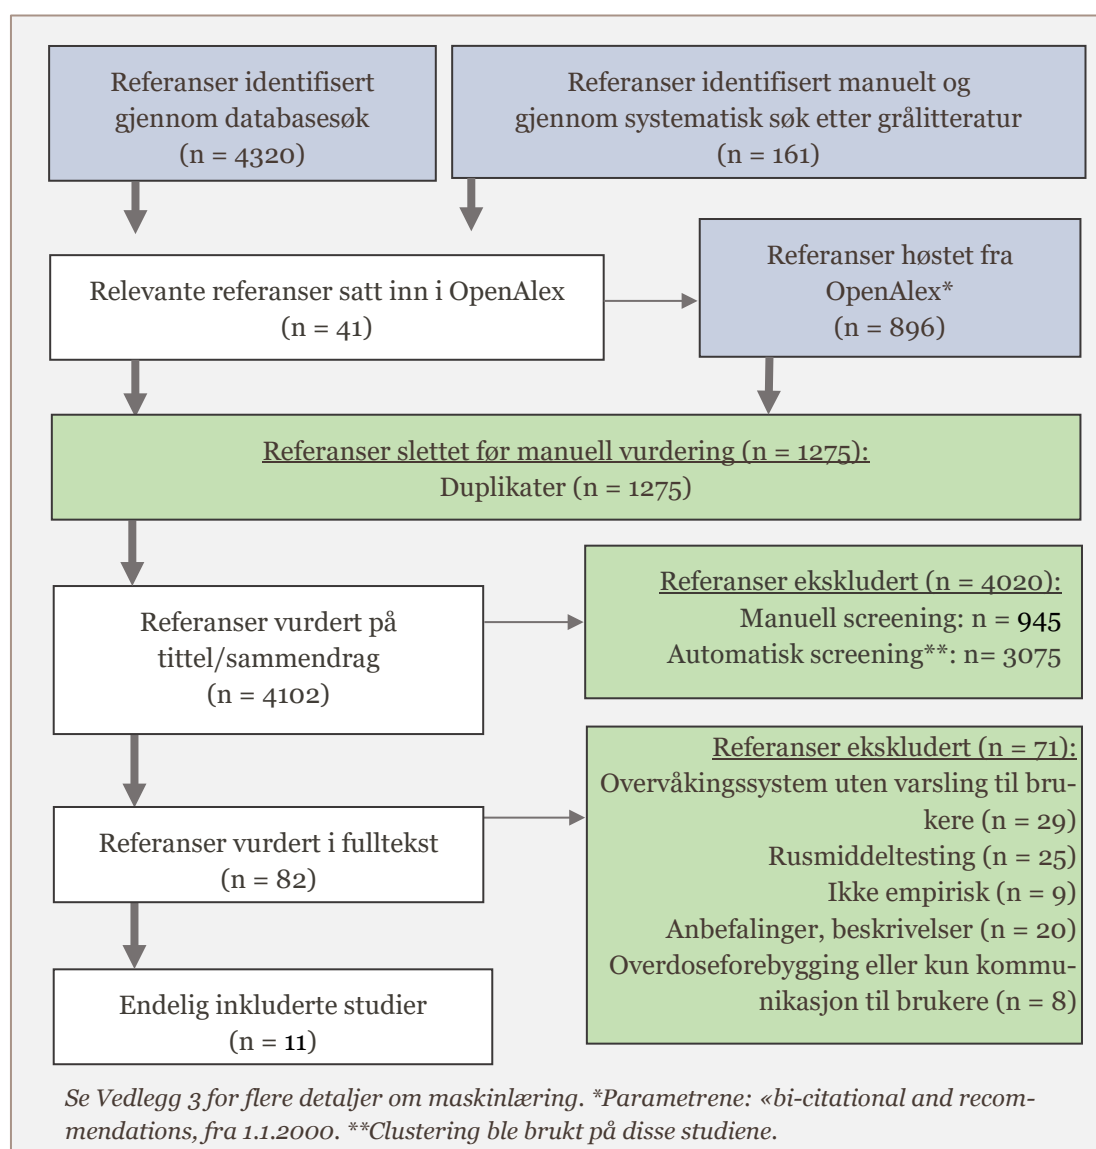 Referanser identifisert
gjennom databasesøk
(n = 4320)
Referanser identifisert manuelt og
gjennom systematisk søk etter grålitteratur
(n = 161)
Relevante referanser satt inn i OpenAlex
(n = 41)
Referanser høstet fra
OpenAlex*
(n = 896)
Referanser slettet før manuell vurdering (n = 1275):
Duplikater (n = 1275)
Referanser vurdert på
tittel/sammendrag
(n = 4102)
Referanser ekskludert (n = 4020):
Manuell screening: n = 945
Automatisk screening**: n= 3075
Referanser vurdert i fulltekst
(n = 82)
Referanser ekskludert (n = 71):
Overvåkingssystem uten varsling til bru-
kere (n = 29)
Rusmiddeltesting (n = 25)
Ikke empirisk (n = 9)
Anbefalinger, beskrivelser (n = 20)
Overdoseforebygging eller kun kommu-
nikasjon til brukere (n = 8)
Endelig inkluderte studier
(n = 11)
Se Vedlegg 3 for flere detaljer om maskinlæring. *Parametrene: «bi-citational and recom-
mendations, fra 1.1.2000. **Clustering ble brukt på disse studiene.